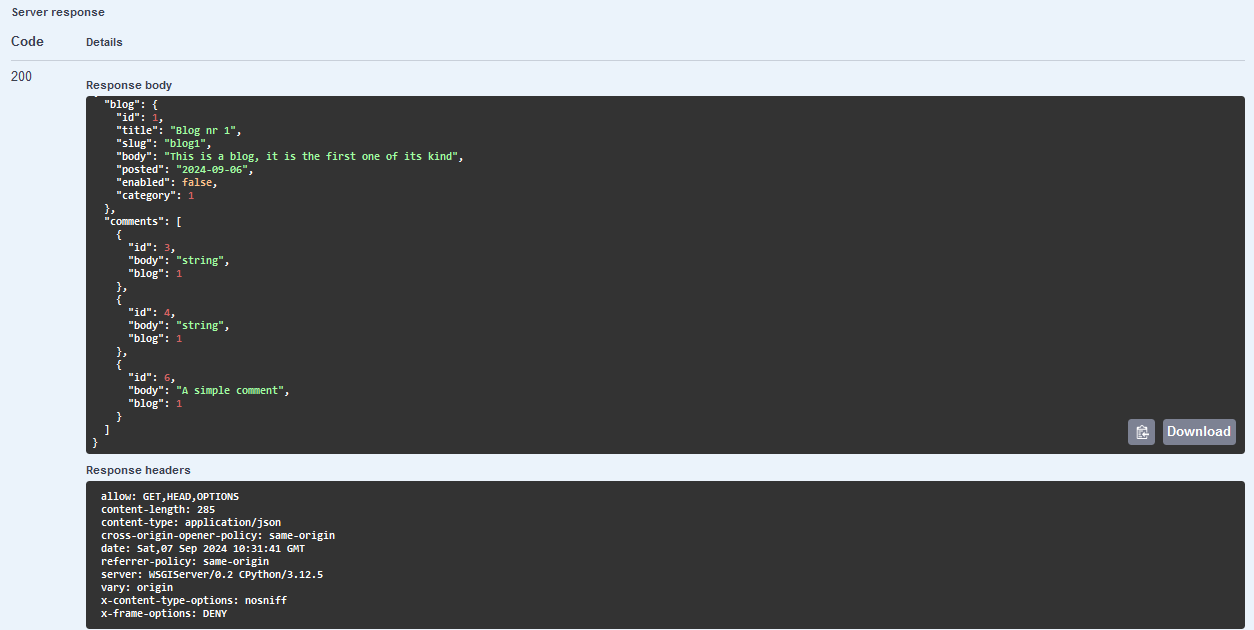 Server response
Code Details
200
Response body
"blog": {
"id": 1,
"title": "Blog nr 1",
"slug": "blog1",
"body": "This is a blog, it is the first one of its kind",
"posted": "2024-09-06",
"enabled": false,
"category": 1
},
"comments": [
{
"id": 3,
"body": "string",
"blog": 1
},
{
"id": 4,
"body": "string",
"blog": 1
},
{
"id": 6,
"body": "A simple comment",
"blog": 1
}
]
}
Download
Response headers
allow: GET,HEAD,OPTIONS
content-length: 285
content-type: application/json
cross-origin-opener-policy: same-origin
date: Sat,07 Sep 2024 10:31:41 GMT
referrer-policy: same-origin
server: WSGIServer/0.2 CPython/3.12.5
vary: origin
x-content-type-options: nosniff
x-frame-options: DENY